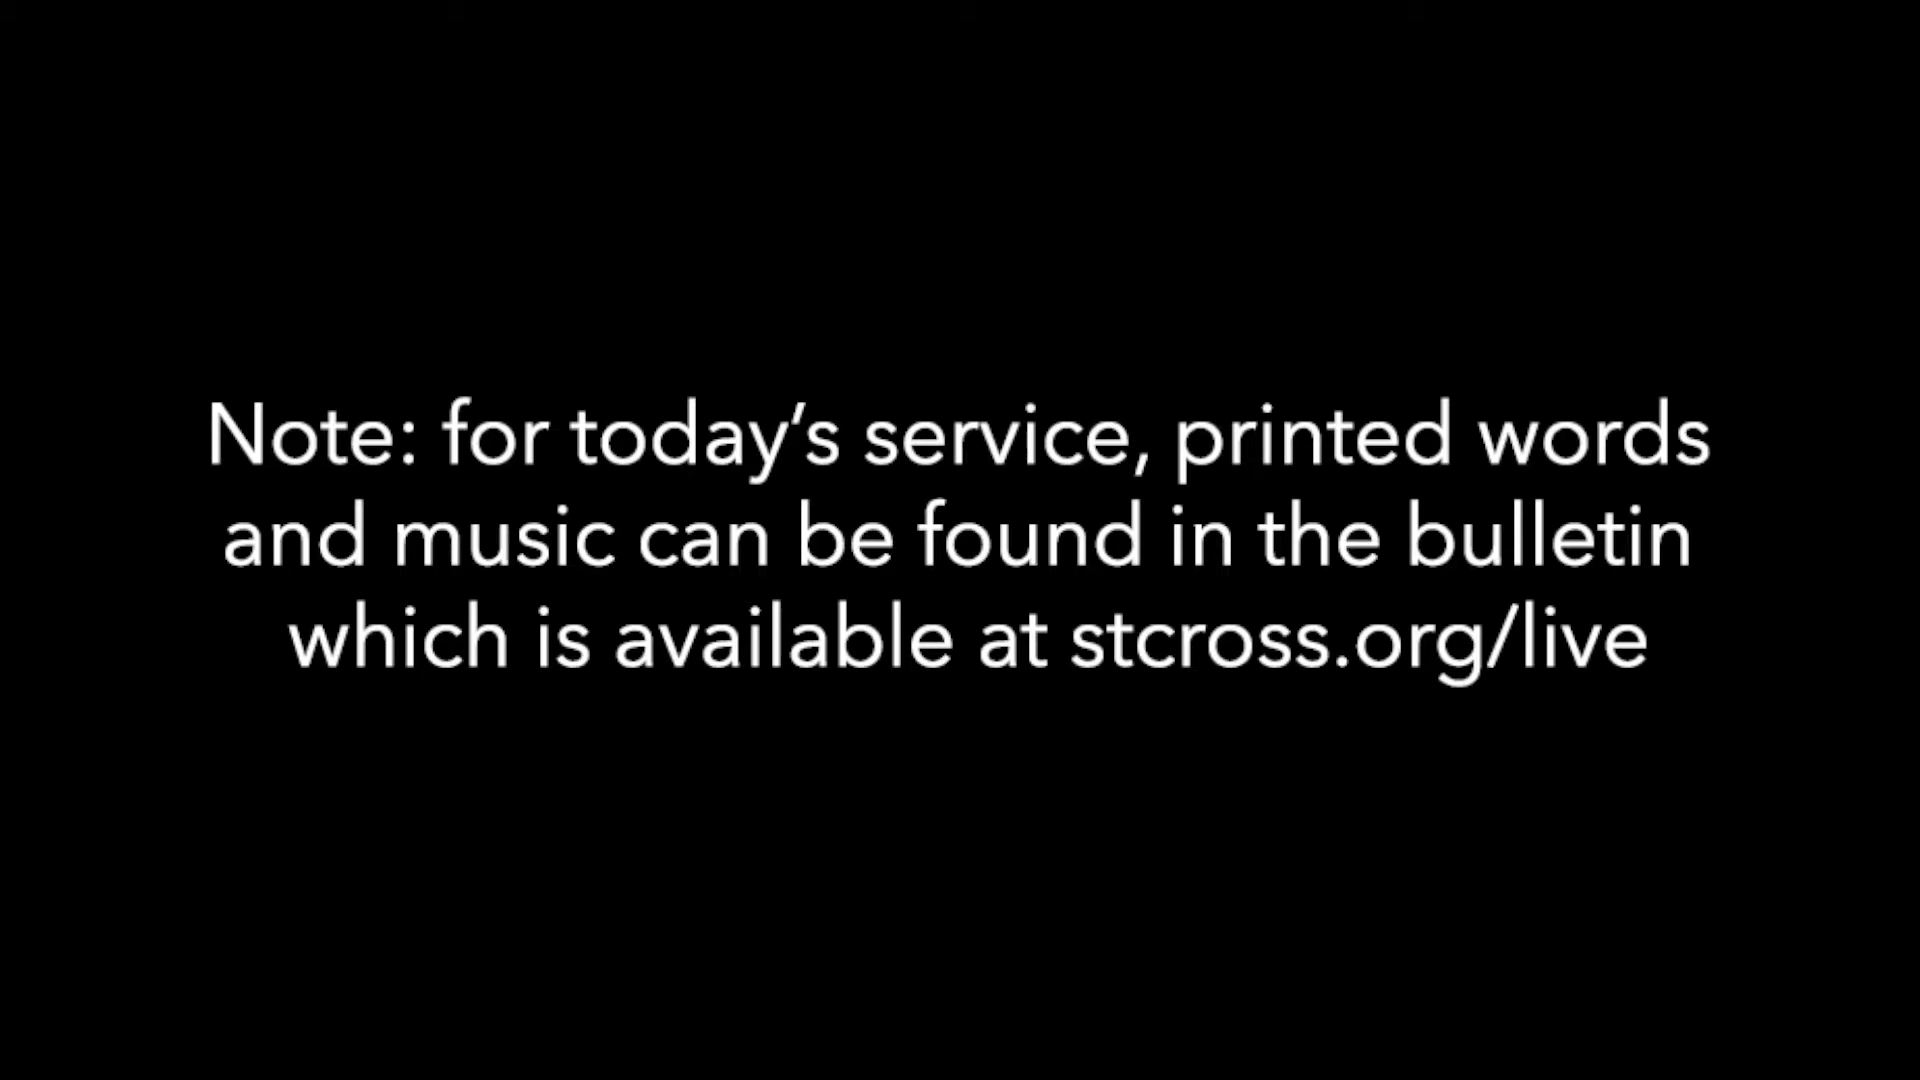 Note: for today’s service, printed words
and music can be found in the bulletin
which is available at stcross.org/live